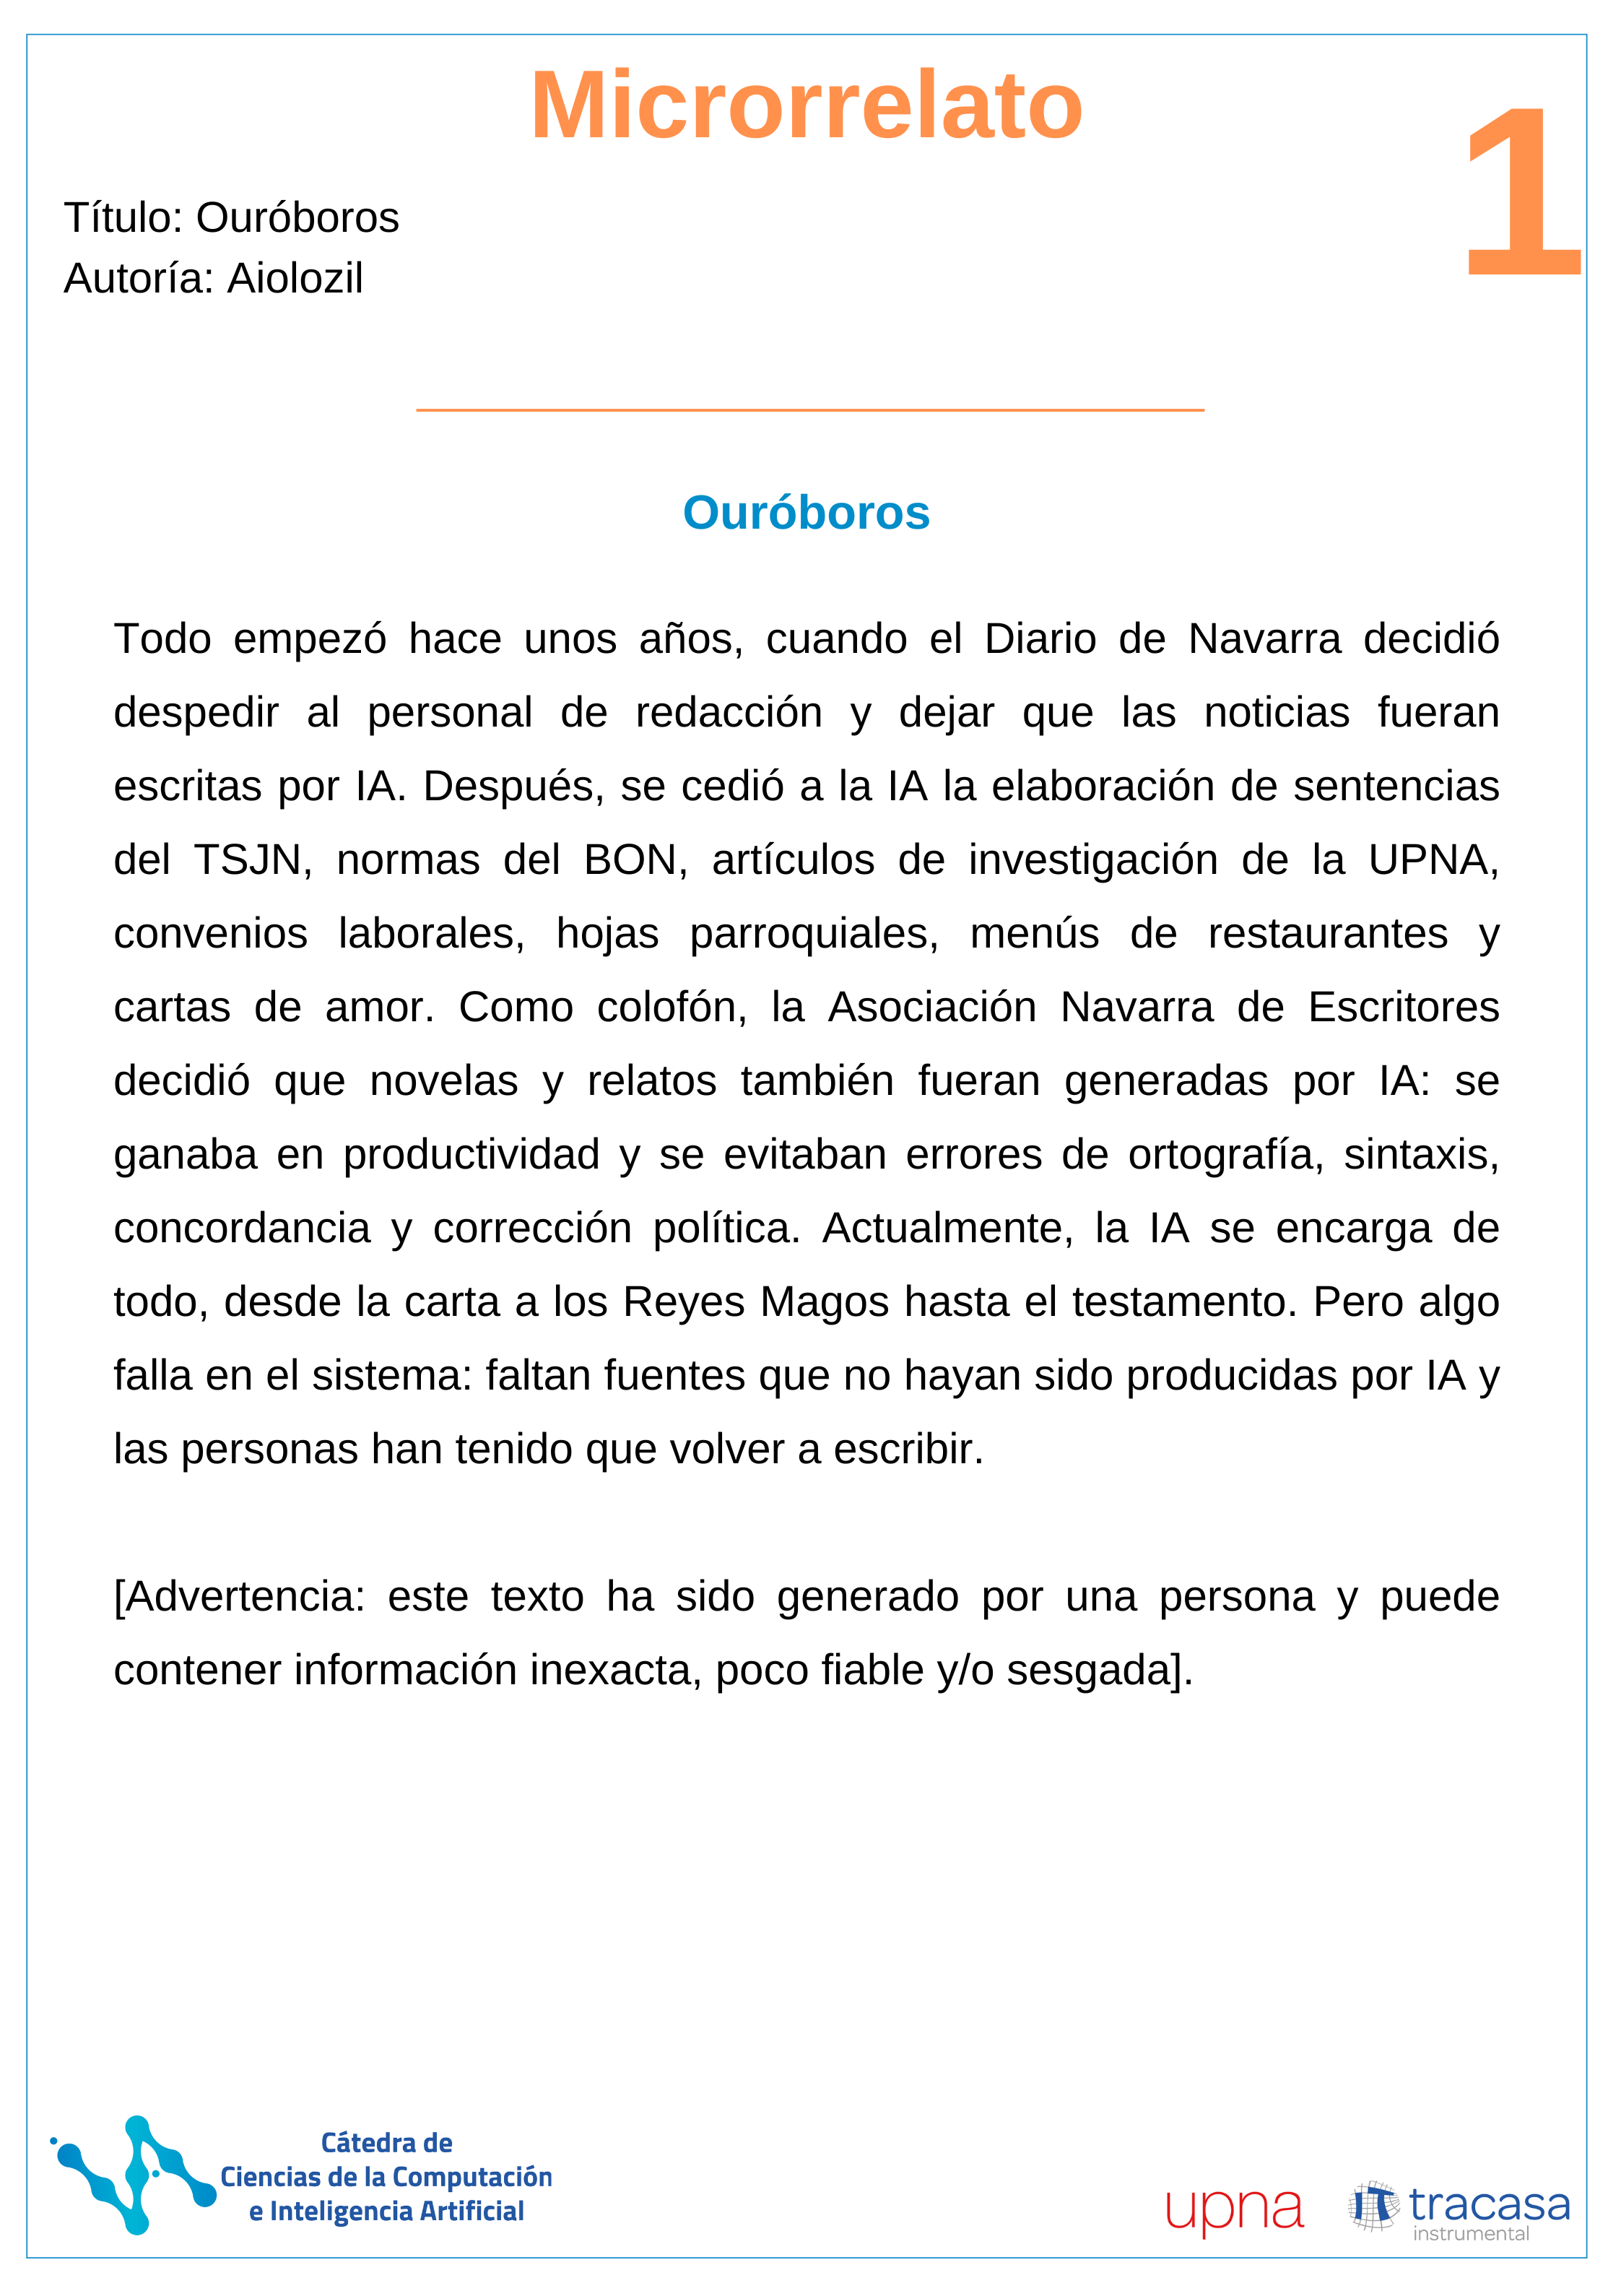 Microrrelato
1
Título: Ouróboros
Autoría: Aiolozil
Ouróboros
Todo empezó hace unos años, cuando el Diario de Navarra decidió
despedir al personal de redacción y dejar que las noticias fueran
escritas por IA. Después, se cedió a la IA la elaboración de sentencias
del TSJN, normas del BON, artículos de investigación de la UPNA,
convenios laborales, hojas parroquiales, menús de restaurantes y
cartas de amor. Como colofón, la Asociación Navarra de Escritores
decidió que novelas y relatos también fueran generadas por IA: se
ganaba en productividad y se evitaban errores de ortografía, sintaxis,
concordancia y corrección política. Actualmente, la IA se encarga de
todo, desde la carta a los Reyes Magos hasta el testamento. Pero algo
falla en el sistema: faltan fuentes que no hayan sido producidas por IA y
las personas han tenido que volver a escribir.
[Advertencia: este texto ha sido generado por una persona y puede
contener información inexacta, poco fiable y/o sesgada].
Cátedra de
Ciencias de la Computación
e Inteligencia Artificial
upna
iT tracasa
instrumental